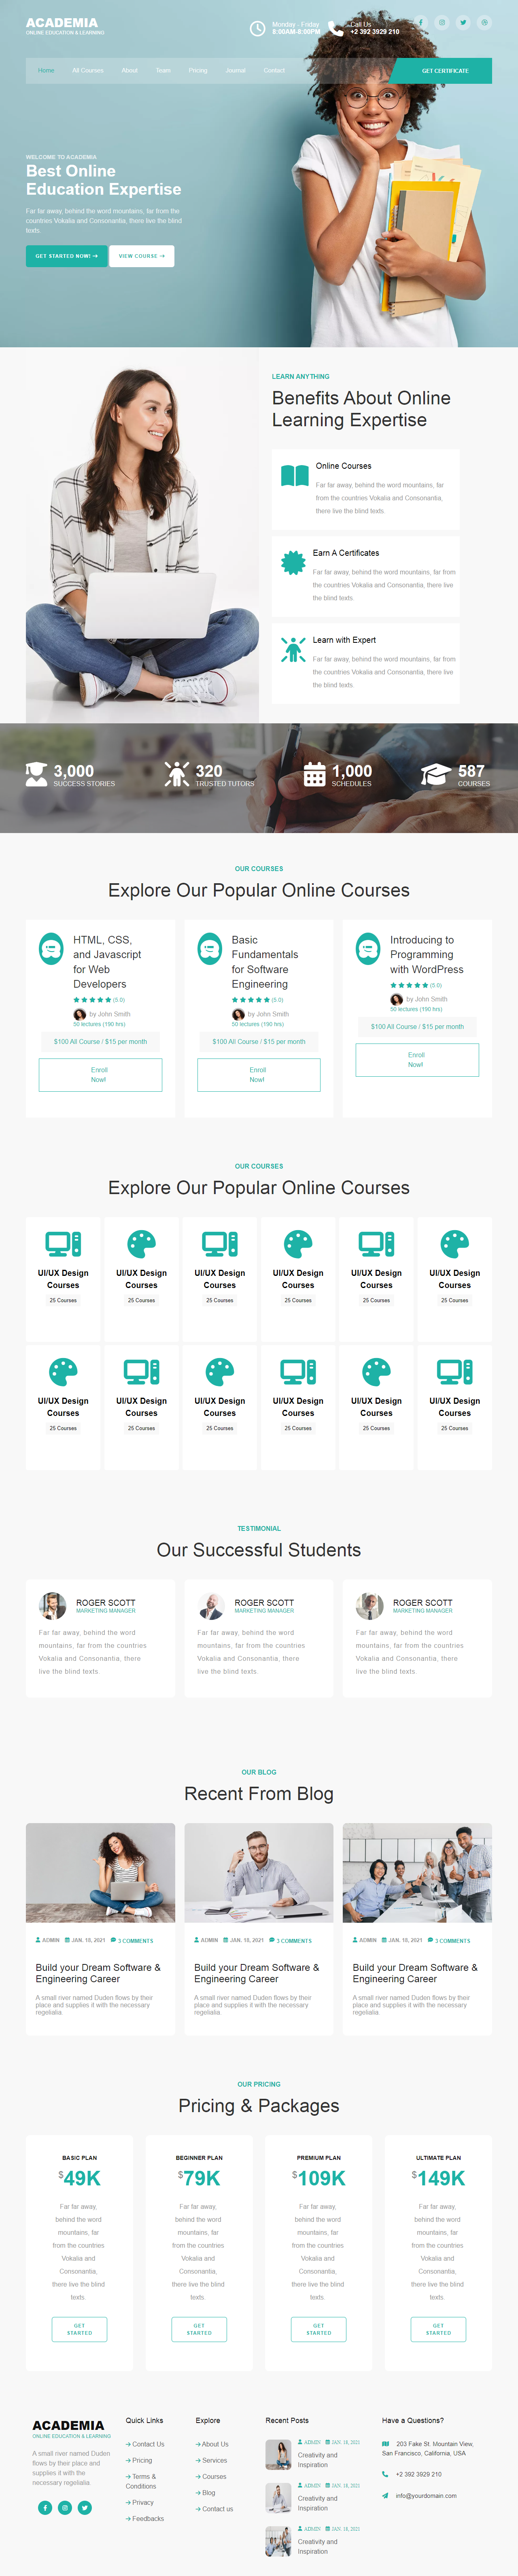 ACADEMIA
ONLINE EDUCATION & LEARNING
Monday - Friday
8:00AM-8:00PM
Call Us
+2 392 3929 210
Home
All Courses
About
Team
Pricing
Journal
Contact
GET CERTIFICATE
WELCOME TO ACADEMIA
Best Online
Education Expertise
Far far away, behind the word mountains, far from the
countries Vokalia and Consonantia, there live the blind
texts.
GET STARTED NOW!
VIEW COURSE
LEARN ANYTHING
Benefits About Online
Learning Expertise
Online Courses
Far far away, behind the word mountains, far
from the countries Vokalia and Consonantia,
there live the blind texts.
Earn A Certificates
Far far away, behind the word mountains, far from
the countries Vokalia and Consonantia, there live
the blind texts.
Learn with Expert
Far far away, behind the word mountains, far from
the countries Vokalia and Consonantia, there live
the blind texts.
3,000
SUCCESS STORIES
320
TRUSTED TUTORS
1,000
SCHEDULES
587
COURSES
OUR COURSES
Explore Our Popular Online Courses
HTML, CSS,
and Javascript
for Web
Developers
(5.0)
by John Smith
50 lectures (190 hrs)
$100 All Course / $15 per month
Enroll
Now!
Basic
Fundamentals
for Software
Engineering
(5.0)
by John Smith
50 lectures (190 hrs)
$100 All Course / $15 per month
Enroll
Now!
Introducing to
Programming
with WordPress
(5.0)
by John Smith
50 lectures (190 hrs)
$100 All Course / $15 per month
Enroll
Now!
OUR COURSES
Explore Our Popular Online Courses
UI/UX Design
Courses
25 Courses
UI/UX Design
Courses
25 Courses
UI/UX Design
Courses
25 Courses
UI/UX Design
Courses
25 Courses
UI/UX Design
Courses
25 Courses
UI/UX Design
Courses
25 Courses
UI/UX Design
Courses
25 Courses
UI/UX Design
Courses
25 Courses
UI/UX Design
Courses
25 Courses
UI/UX Design
Courses
25 Courses
UI/UX Design
Courses
25 Courses
UI/UX Design
Courses
25 Courses
TESTIMONIAL
Our Successful Students
ROGER SCOTT
MARKETING MANAGER
Far far away, behind the word
mountains, far from the countries
Vokalia and Consonantia, there
live the blind texts.
ROGER SCOTT
MARKETING MANAGER
Far far away, behind the word
mountains, far from the countries
Vokalia and Consonantia, there
live the blind texts.
ROGER SCOTT
MARKETING MANAGER
Far far away, behind the word
mountains, far from the countries
Vokalia and Consonantia, there
live the blind texts.
OUR BLOG
Recent From Blog
ADMIN JAN. 18, 2021 3 COMMENTS
Build your Dream Software &
Engineering Career
A small river named Duden flows by their
place and supplies it with the necessary
regelialia.
ADMIN JAN. 18, 2021 3 COMMENTS
Build your Dream Software &
Engineering Career
A small river named Duden flows by their
place and supplies it with the necessary
regelialia.
ADMIN JAN. 18, 2021 3 COMMENTS
Build your Dream Software &
Engineering Career
A small river named Duden flows by their
place and supplies it with the necessary
regelialia.
OUR PRICING
Pricing & Packages
BASIC PLAN
$49K
Far far away,
behind the word
mountains, far
from the countries
Vokalia and
Consonantia,
there live the blind
texts.
GET
STARTED
BEGINNER PLAN
$79K
Far far away,
behind the word
mountains, far
from the countries
Vokalia and
Consonantia,
there live the blind
texts.
GET
STARTED
PREMIUM PLAN
$109K
Far far away,
behind the word
mountains, far
from the countries
Vokalia and
Consonantia,
there live the blind
texts.
GET
STARTED
ULTIMATE PLAN
$149K
Far far away,
behind the word
mountains, far
from the countries
Vokalia and
Consonantia,
there live the blind
texts.
GET
STARTED
ACADEMIA
ONLINE EDUCATION & LEARNING
A small river named Duden
flows by their place and
supplies it with the
necessary regelialia.
Quick Links
Contact Us
Pricing
Terms &
Conditions
Privacy
Feedbacks
Explore
About Us
Services
Courses
Blog
Contact us
Recent Posts
ADMIN JAN. 18, 2021
Creativity and
Inspiration
ADMIN JAN. 18, 2021
Creativity and
Inspiration
ADMIN JAN. 18, 2021
Creativity and
Inspiration
Have a Questions?
203 Fake St. Mountain View,
San Francisco, California, USA
+2 392 3929 210
info@yourdomain.com